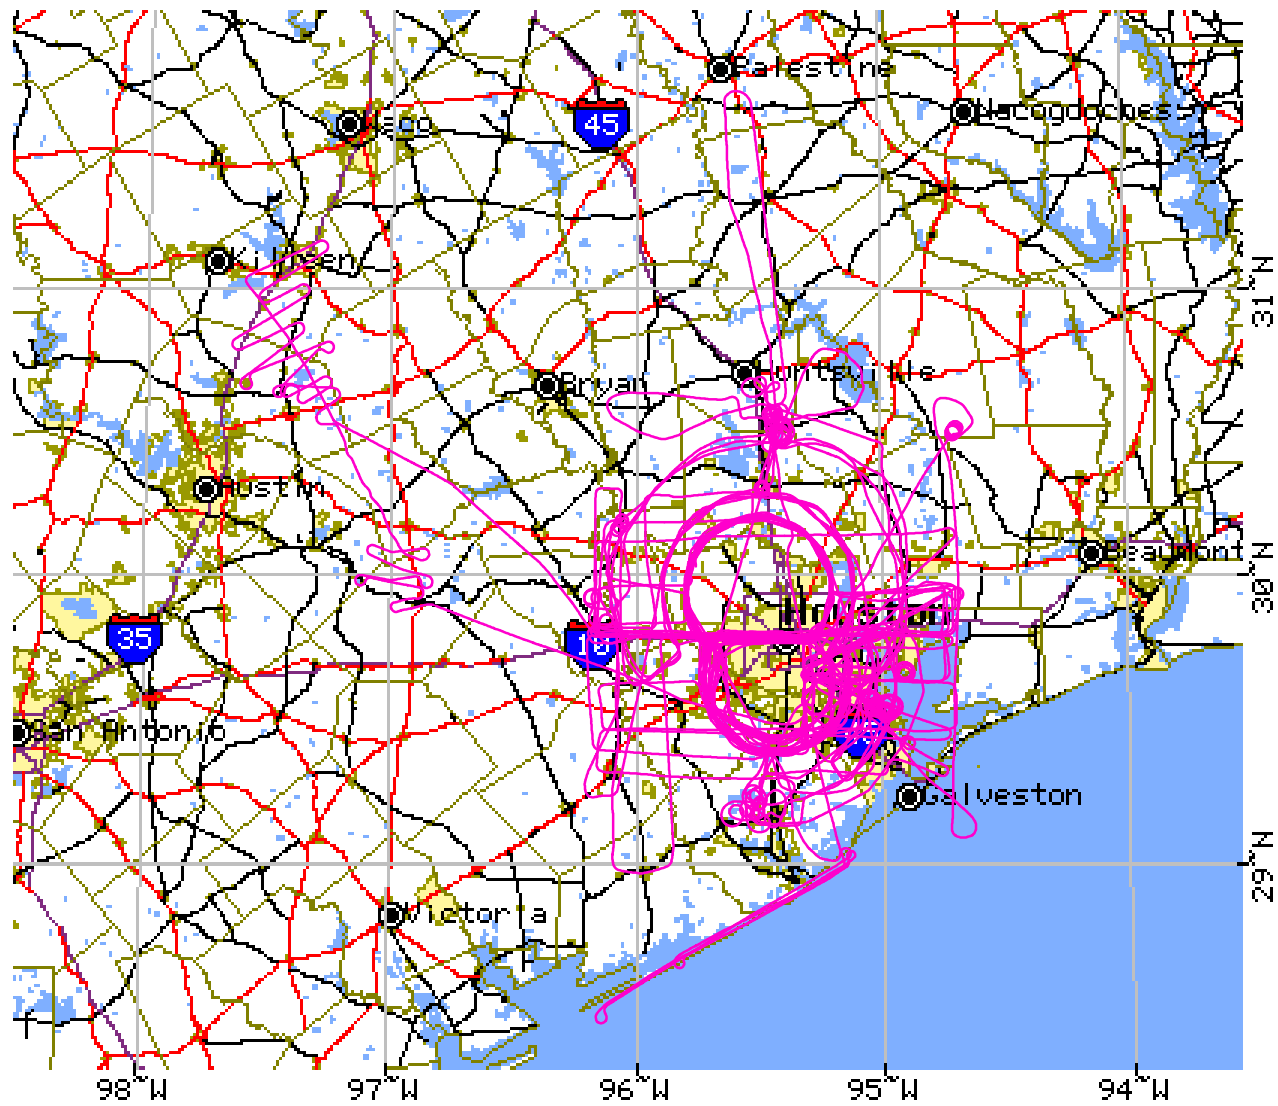 Palestine
Nacogdoches
Waco
45
Killeen
31°N
Huntsville
Bryan
Austin
Beaumont
30°N
Houston
35
10
San Antonio
Galveston
29°N
Victoria
98°W
97°W
96°W
95°W
94°W